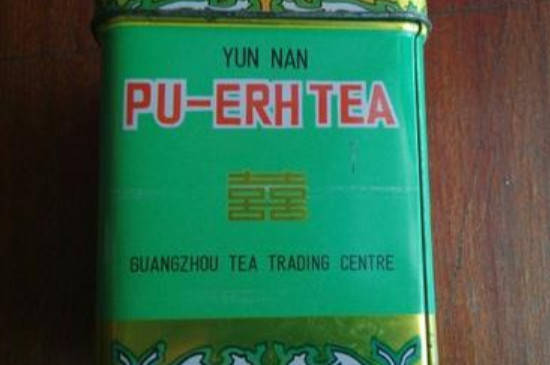 YUN NAN
PU-ERH TEA
囍
GUANGZHOU TEA TRADING CENTRE